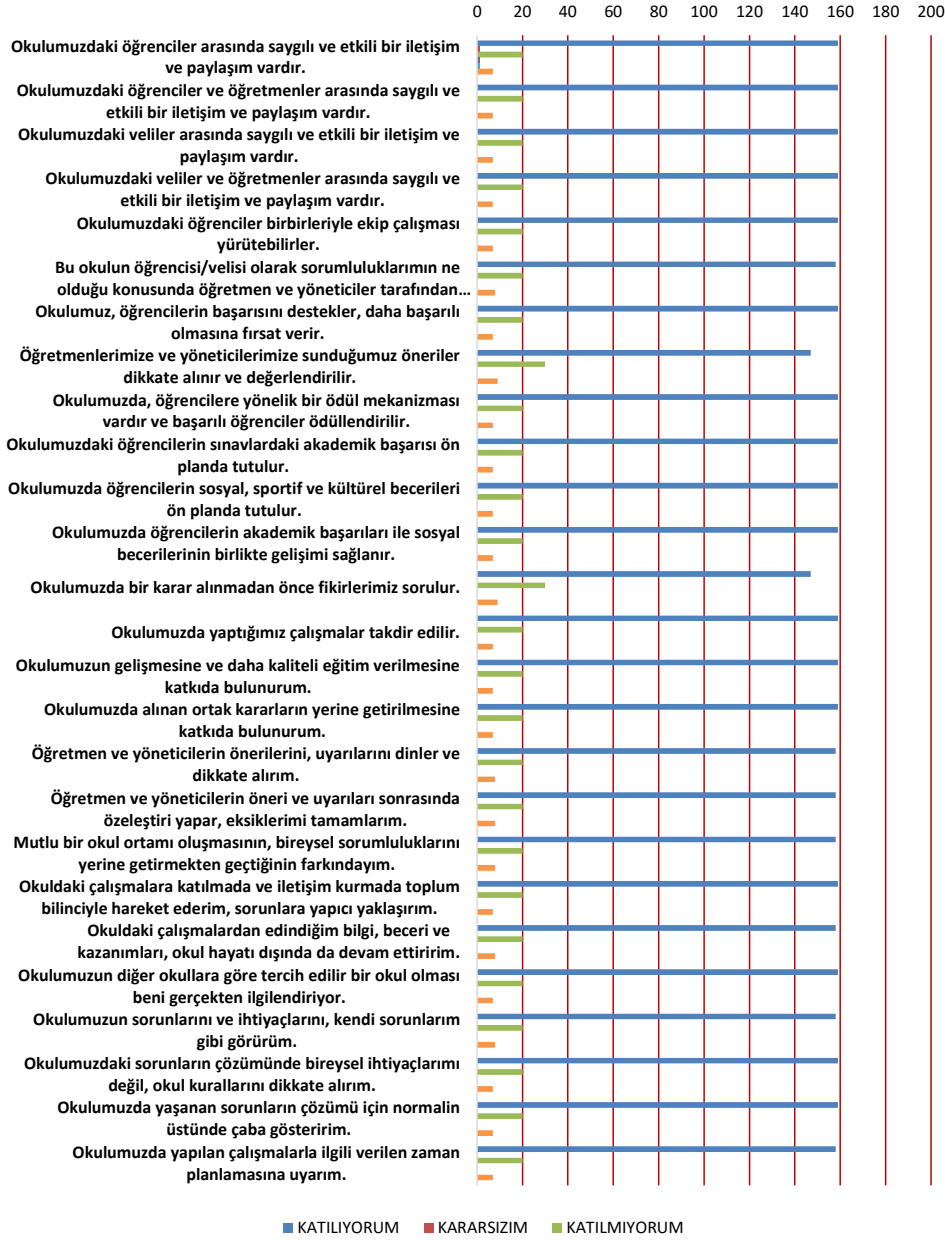 0 20 40 60 80 100 120 140 160 180 200
Okulumuzdaki öğrenciler arasında saygılı ve etkili bir iletişim
ve paylaşım vardır.
Okulumuzdaki öğrenciler ve öğretmenler arasında saygılı ve
etkili bir iletişim ve paylaşım vardır.
Okulumuzdaki veliler arasında saygılı ve etkili bir iletişim ve
paylaşım vardır.
Okulumuzdaki veliler ve öğretmenler arasında saygılı ve
etkili bir iletişim ve paylaşım vardır.
Okulumuzdaki öğrenciler birbirleriyle ekip çalışması
yürütebilirler.
Bu okulun öğrencisi/velisi olarak sorumluluklarımın ne
olduğu konusunda öğretmen ve yöneticiler tarafından…
Okulumuz, öğrencilerin başarısını destekler, daha başarılı
olmasına fırsat verir.
Öğretmenlerimize ve yöneticilerimize sunduğumuz öneriler
dikkate alınır ve değerlendirilir.
Okulumuzda, öğrencilere yönelik bir ödül mekanizması
vardır ve başarılı öğrenciler ödüllendirilir.
Okulumuzdaki öğrencilerin sınavlardaki akademik başarısı ön
planda tutulur.
Okulumuzda öğrencilerin sosyal, sportif ve kültürel becerileri
ön planda tutulur.
Okulumuzda öğrencilerin akademik başarıları ile sosyal
becerilerinin birlikte gelişimi sağlanır.
Okulumuzda bir karar alınmadan önce fikirlerimiz sorulur.
Okulumuzda yaptığımız çalışmalar takdir edilir.
Okulumuzun gelişmesine ve daha kaliteli eğitim verilmesine
katkıda bulunurum.
Okulumuzda alınan ortak kararların yerine getirilmesine
katkıda bulunurum.
Öğretmen ve yöneticilerin önerilerini, uyarılarını dinler ve
dikkate alırım.
Öğretmen ve yöneticilerin öneri ve uyarıları sonrasında
özeleştiri yapar, eksiklerimi tamamlarım.
Mutlu bir okul ortamı oluşmasının, bireysel sorumluluklarını
yerine getirmekten geçtiğinin farkındayım.
Okuldaki çalışmalara katılmada ve iletişim kurmada toplum
bilinciyle hareket ederim, sorunlara yapıcı yaklaşırım.
Okuldaki çalışmalardan edindiğim bilgi, beceri ve
kazanımları, okul hayatı dışında da devam ettiririm.
Okulumuzun diğer okullara göre tercih edilir bir okul olması
beni gerçekten ilgilendiriyor.
Okulumuzun sorunlarını ve ihtiyaçlarını, kendi sorunlarım
gibi görürüm.
Okulumuzdaki sorunların çözümünde bireysel ihtiyaçlarımı
değil, okul kurallarını dikkate alırım.
Okulumuzda yaşanan sorunların çözümü için normalin
üstünde çaba gösteririm.
Okulumuzda yapılan çalışmalarla ilgili verilen zaman
planlamasına uyarım.
KATILIYORUM KARARSIZIM KATILMIYORUM